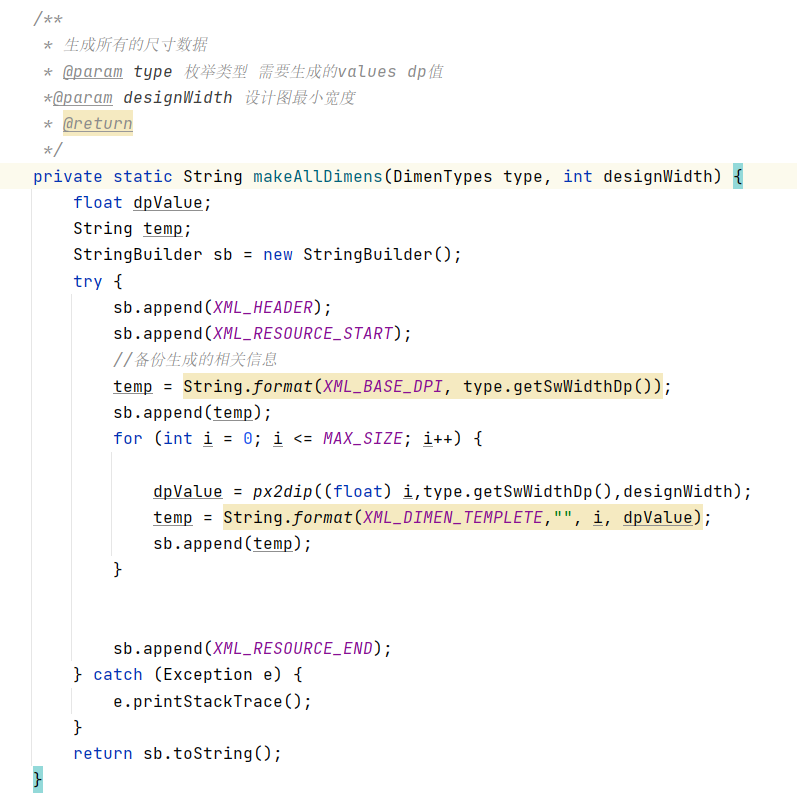 /**
 * 生成所有的尺寸数据
 * @param type 枚举类型 需要生成的values dp值
 *@param designWidth 设计图最小宽度
 * @return
 */
private static String makeAllDimens(DimenTypes type, int designWidth) {
    float dpValue;
    String temp;
    StringBuilder sb = new StringBuilder();
    try {
        sb.append(XML_HEADER);
        sb.append(XML_RESOURCE_START);
        //备份生成的相关信息
        temp = String.format(XML_BASE_DPI, type.getSwWidthDp());
        sb.append(temp);
        for (int i = 0; i <= MAX_SIZE; i++) {
            dpValue = px2dip((float) i,type.getSwWidthDp(),designWidth);
            temp = String.format(XML_DIMEN_TEMPLETE,"", i, dpValue);
            sb.append(temp);
        }
        sb.append(XML_RESOURCE_END);
    } catch (Exception e) {
        e.printStackTrace();
    }
    return sb.toString();
}